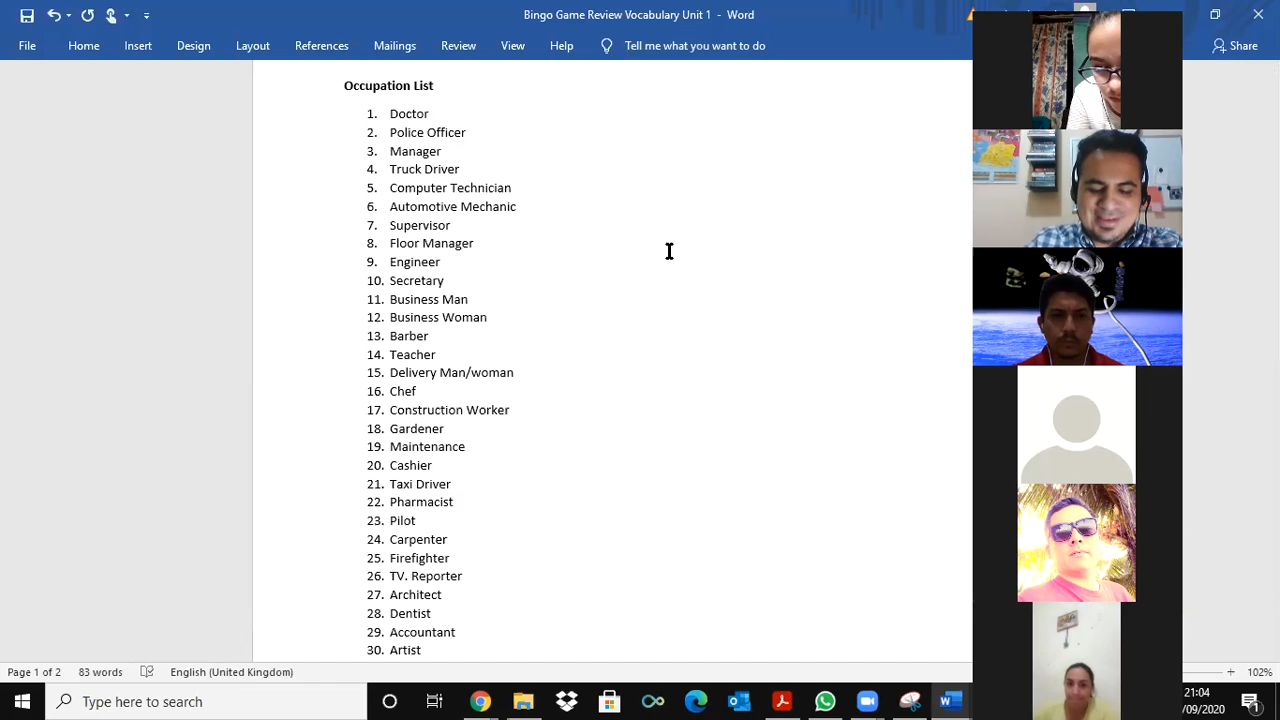 Bingo Game Review Vocabulary Unit 1 - Word
File Home Insert Design Layout References Mailings Review View Help Tell me what you want to do Share
Occupation List
1. Doctor
2. Police Officer
3. Manager
4. Truck Driver
5. Computer Technician
6. Automotive Mechanic
7. Supervisor
8. Floor Manager
9. Engineer
10. Secretary
11. Business Man
12. Business Woman
13. Barber
14. Teacher
15. Delivery Man/woman
16. Chef
17. Construction Worker
18. Gardener
19. Maintenance
20. Cashier
21. Taxi Driver
22. Pharmacist
23. Pilot
24. Carpenter
25. Firefighter
26. TV. Reporter
27. Architect
28. Dentist
29. Accountant
30. Artist
Page 1 of 2 83 words English (United Kingdom) 102%
Type here to search
21:04
/09/2020